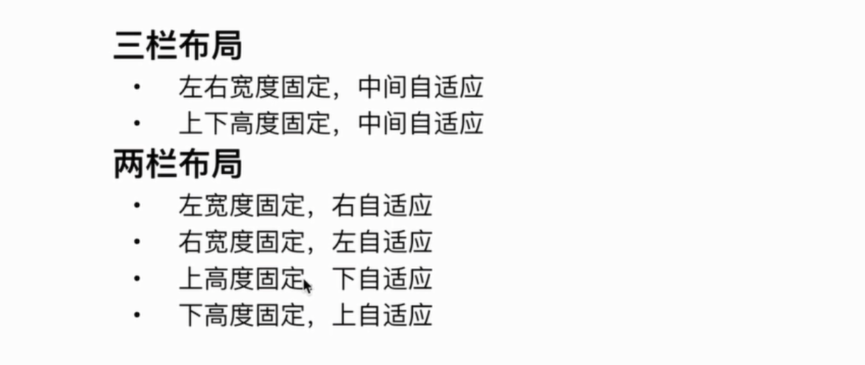 三栏布局
• 左右宽度固定，中间自适应
• 上下高度固定，中间自适应
两栏布局
• 左宽度固定，右自适应
• 右宽度固定，左自适应
• 上高度固定，下自适应
• 下高度固定，上自适应